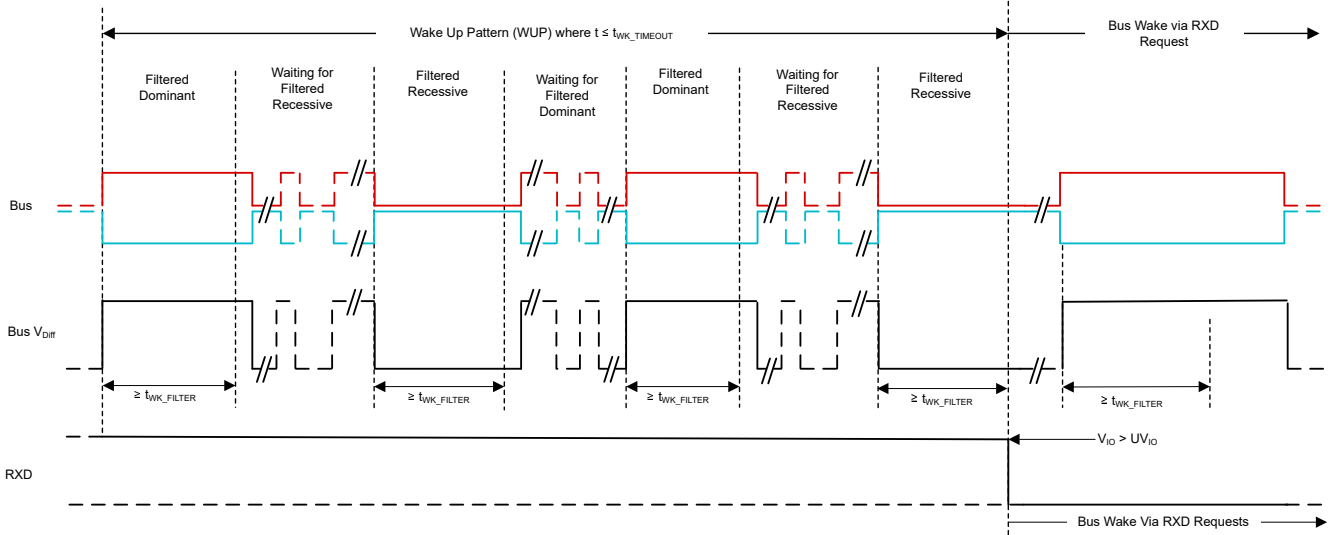 Wake Up Pattern (WUP) where t ≤ tWK_TIMEOUT
Bus Wake via RXD
Request
Filtered
Dominant
Waiting for
Filtered
Recessive
Filtered
Recessive
Waiting for
Filtered
Dominant
Filtered
Dominant
Waiting for
Filtered
Recessive
Filtered
Recessive
Bus
Bus VDiff
≥ tWK_FILTER
≥ tWK_FILTER
≥ tWK_FILTER
≥ tWK_FILTER
≥ tWK_FILTER
VIO > UVIO
RXD
Bus Wake Via RXD Requests